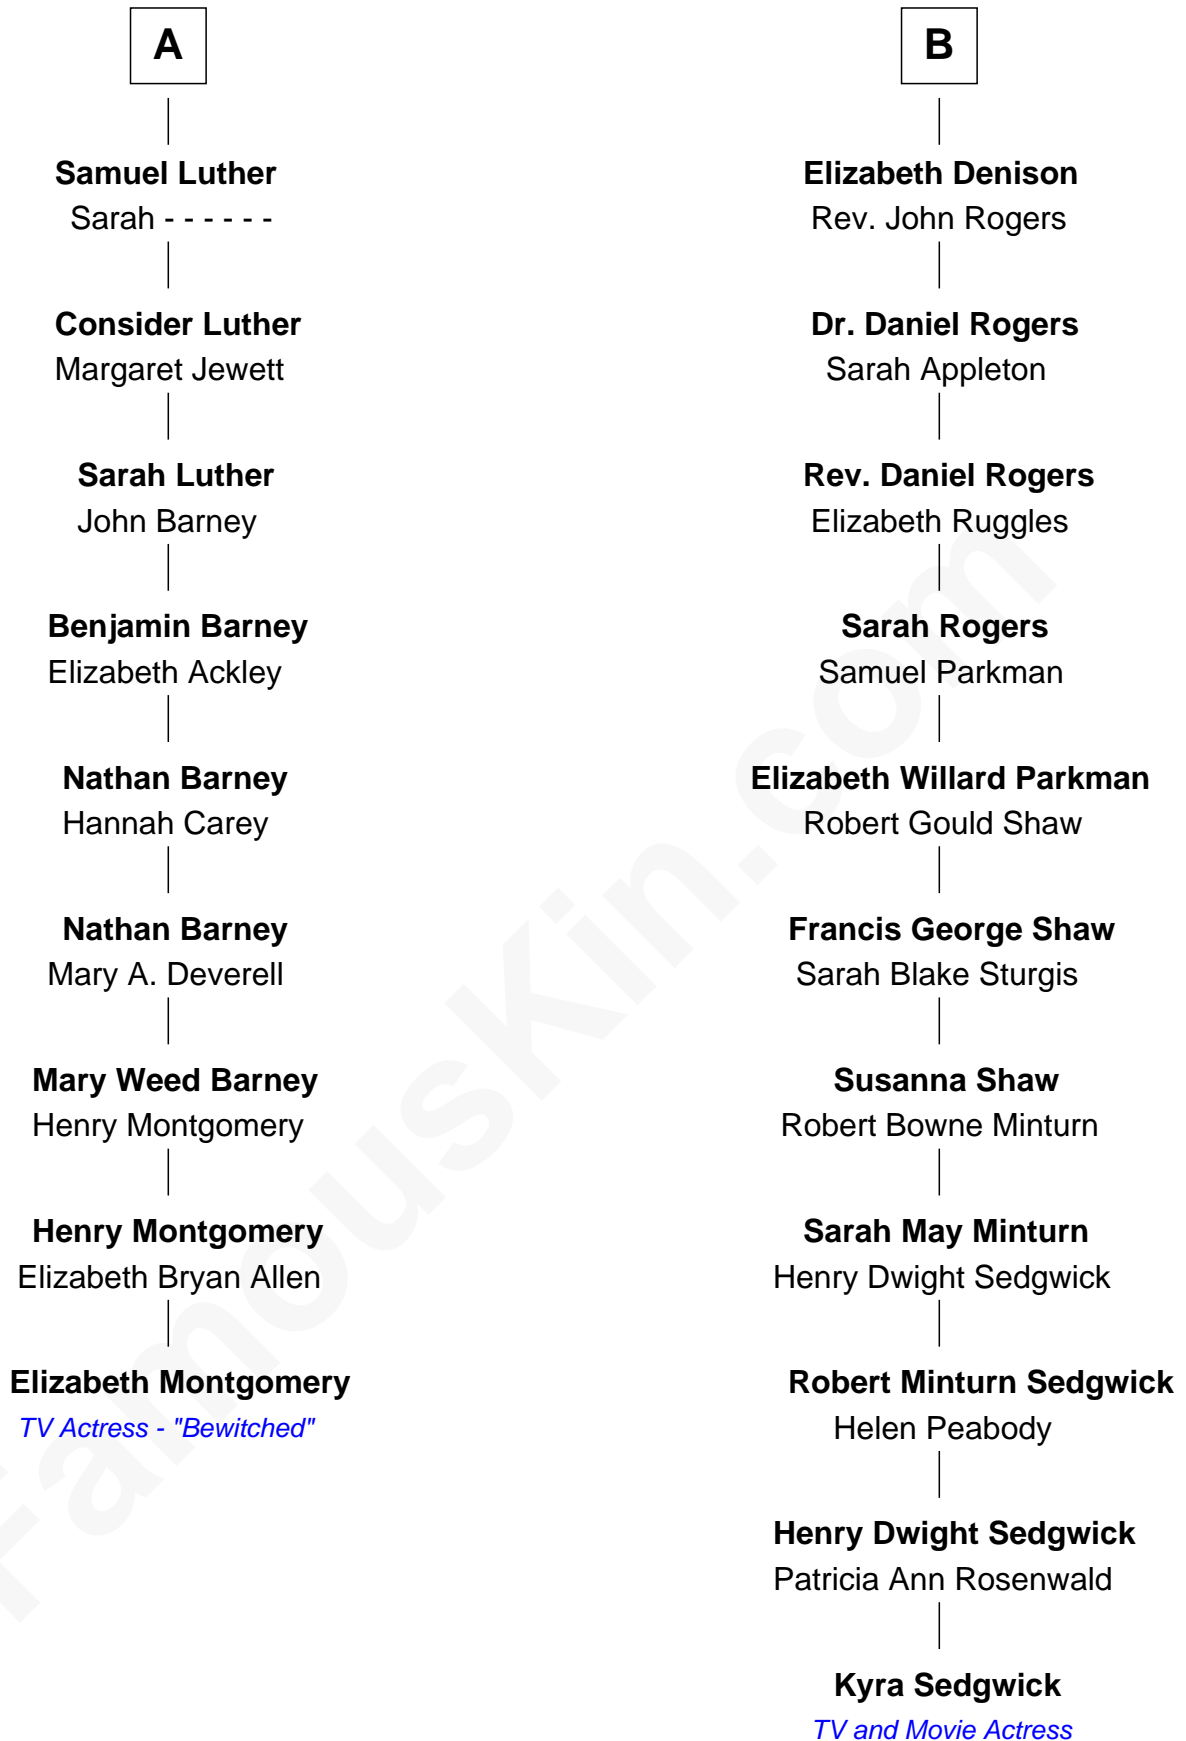 A
Samuel Luther
Sarah - - - - - -
Consider Luther
Margaret Jewett
Sarah Luther
John Barney
Benjamin Barney
Elizabeth Ackley
Nathan Barney
Hannah Carey
Nathan Barney
Mary A. Deverell
Mary Weed Barney
Henry Montgomery
Henry Montgomery
Elizabeth Bryan Allen
Elizabeth Montgomery
TV Actress - "Bewitched"
B
Elizabeth Denison
Rev. John Rogers
Dr. Daniel Rogers
Sarah Appleton
Rev. Daniel Rogers
Elizabeth Ruggles
Sarah Rogers
Samuel Parkman
Elizabeth Willard Parkman
Robert Gould Shaw
Francis George Shaw
Sarah Blake Sturgis
Susanna Shaw
Robert Bowne Minturn
Sarah May Minturn
Henry Dwight Sedgwick
Robert Minturn Sedgwick
Helen Peabody
Henry Dwight Sedgwick
Patricia Ann Rosenwald
Kyra Sedgwick
TV and Movie Actress
FamousKin.com